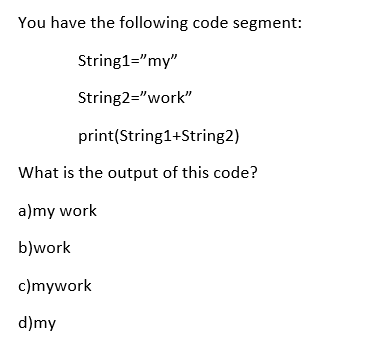 You have the following code segment:
String1=”my”
String2=”work”
print(String1+String2)
What is the output of this code?
a)my work
b)work
c)mywork
d)my